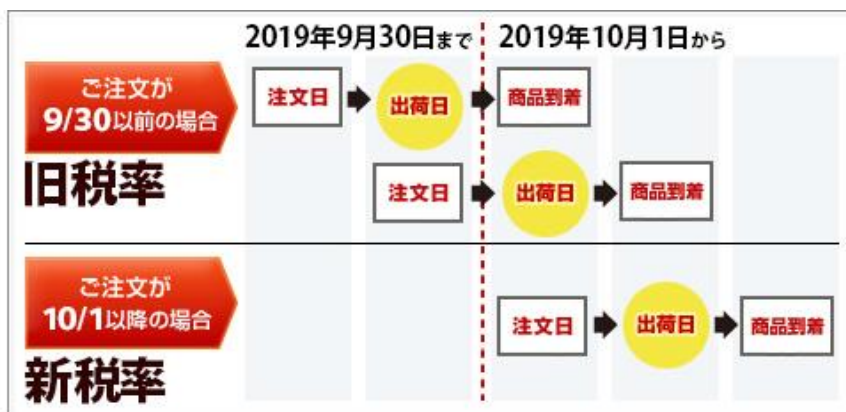 2019年9月30日まで
2019年10月1日から
ご注文が
9/30以前の場合
旧税率
注文日
出荷日
商品到着
注文日
出荷日
商品到着
ご注文が
10/1以降の場合
新税率
注文日
出荷日
商品到着